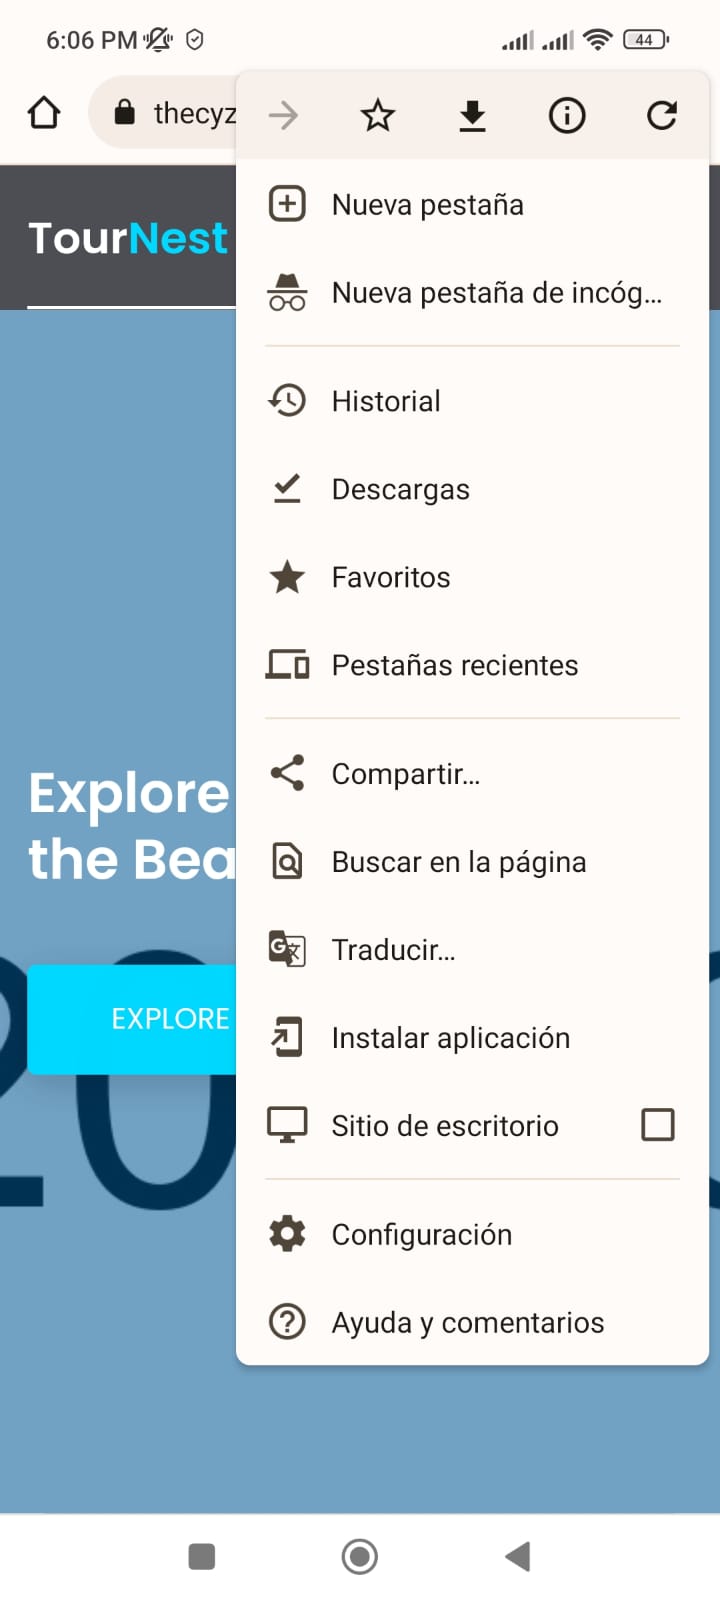 6:06 PM
44
thecyz
TourNest
Nueva pestaña
Nueva pestaña de incóg...
Historial
Descargas
Favoritos
Pestañas recientes
Compartir...
Explore
Buscar en la página
the Bea
Traducir...
20
EXPLORE
Instalar aplicación
Sitio de escritorio
Configuración
Ayuda y comentarios